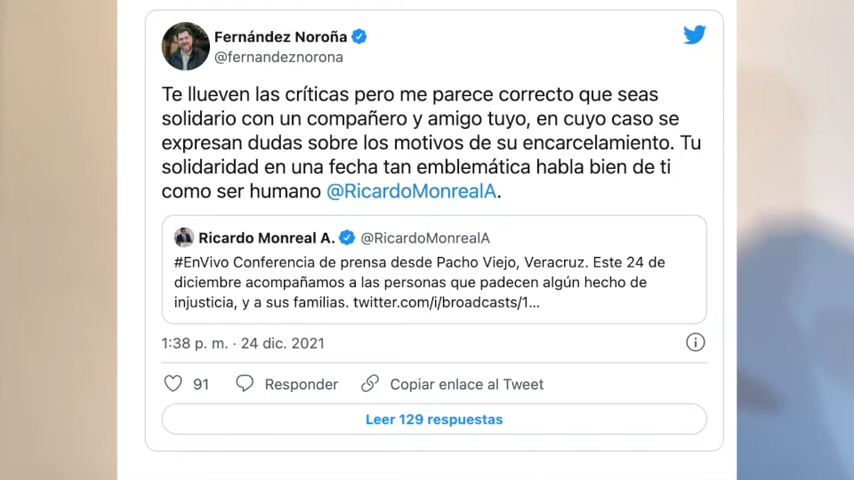 Fernández Noroña
@fernandeznorona
Te llueven las críticas pero me parece correcto que seas
solidario con un compañero y amigo tuyo, en cuyo caso se
expresan dudas sobre los motivos de su encarcelamiento. Tu
solidaridad en una fecha tan emblemática habla bien de ti
como ser humano @RicardoMonrealA.
Ricardo Monreal A. @RicardoMonrealA
#EnVivo Conferencia de prensa desde Pacho Viejo, Veracruz. Este 24 de
diciembre acompañamos a las personas que padecen algún hecho de
injusticia, y a sus familias. twitter.com/i/broadcasts/1...
1:38 p. m. · 24 dic. 2021
91 Responder Copiar enlace al Tweet
Leer 129 respuestas